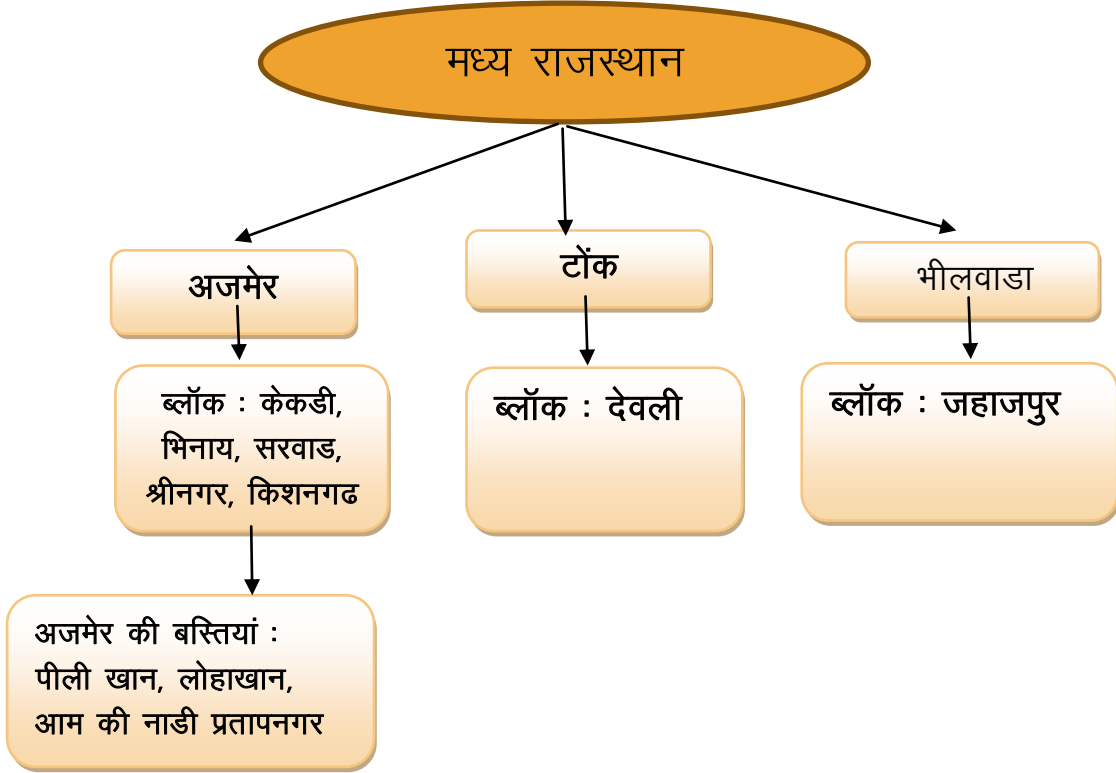 मध्य राजस्थान
अजमेर
टोंक
भीलवाडा
ब्लॉक : केकडी,
भिनाय, सरवाड,
श्रीनगर, किशनगढ
ब्लॉक : देवली
ब्लॉक : जहाजपुर
अजमेर की बस्तियां :
पीली खान, लोहाखान,
आम की नाडी प्रतापनगर